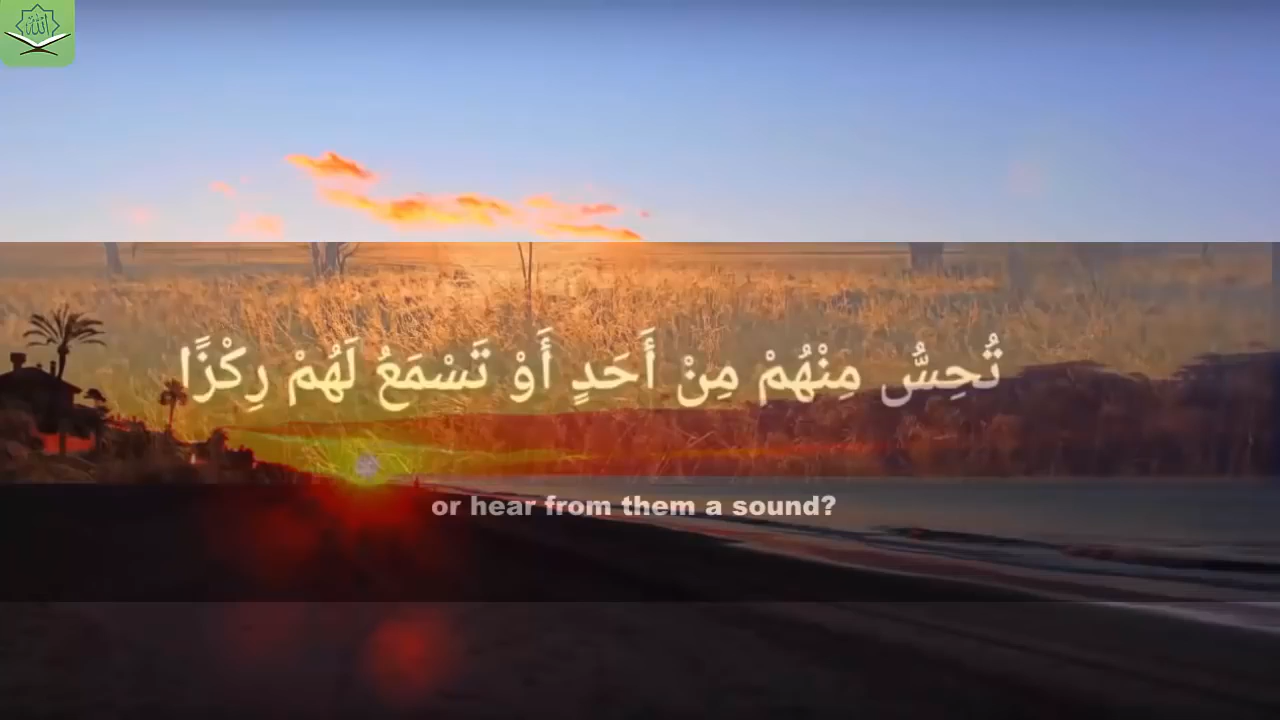 تُحِسُّ مِنْهُمْ مِنْ أَحَدٍ أَوْ تَسْمَعُ لَهُمْ رِكْزًا
or hear from them a sound?